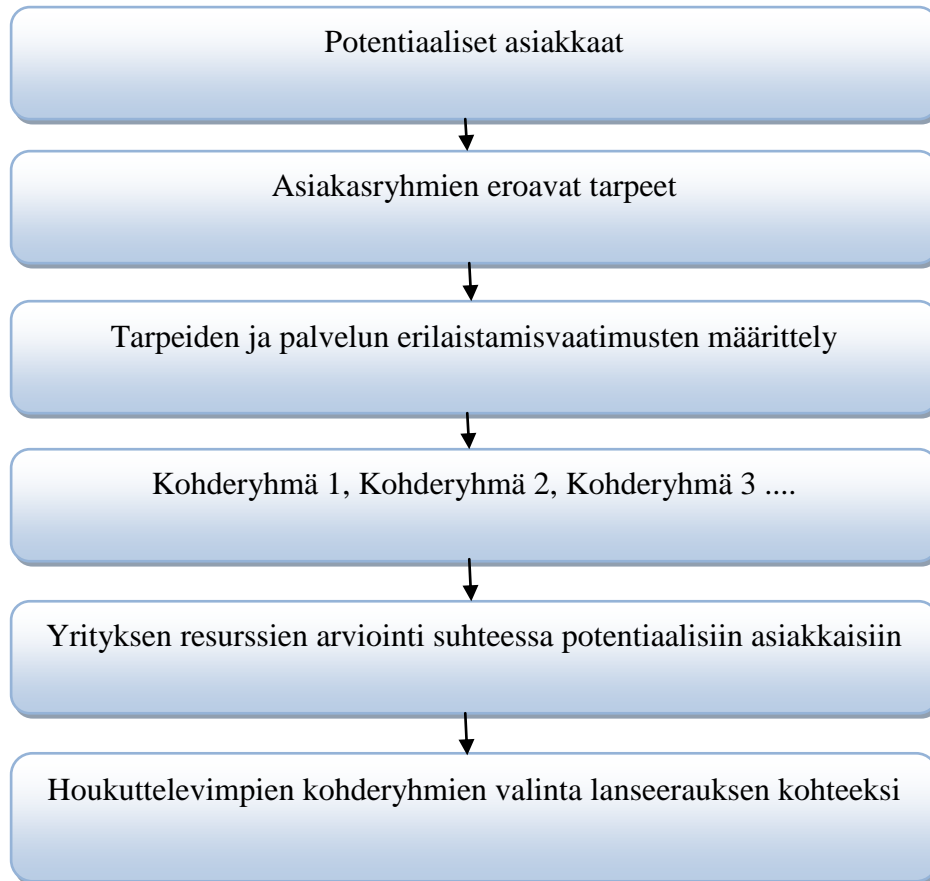 Potentiaaliset asiakkaat
Asiakasryhmien eroavat tarpeet
Tarpeiden ja palvelun erilaistamisvaatimusten määrittely
Kohderyhmä 1, Kohderyhmä 2, Kohderyhmä 3 ....
Yrityksen resurssien arviointi suhteessa potentiaalisiin asiakkaisiin
Houkuttelevimpien kohderyhmien valinta lanseerauksen kohteeksi